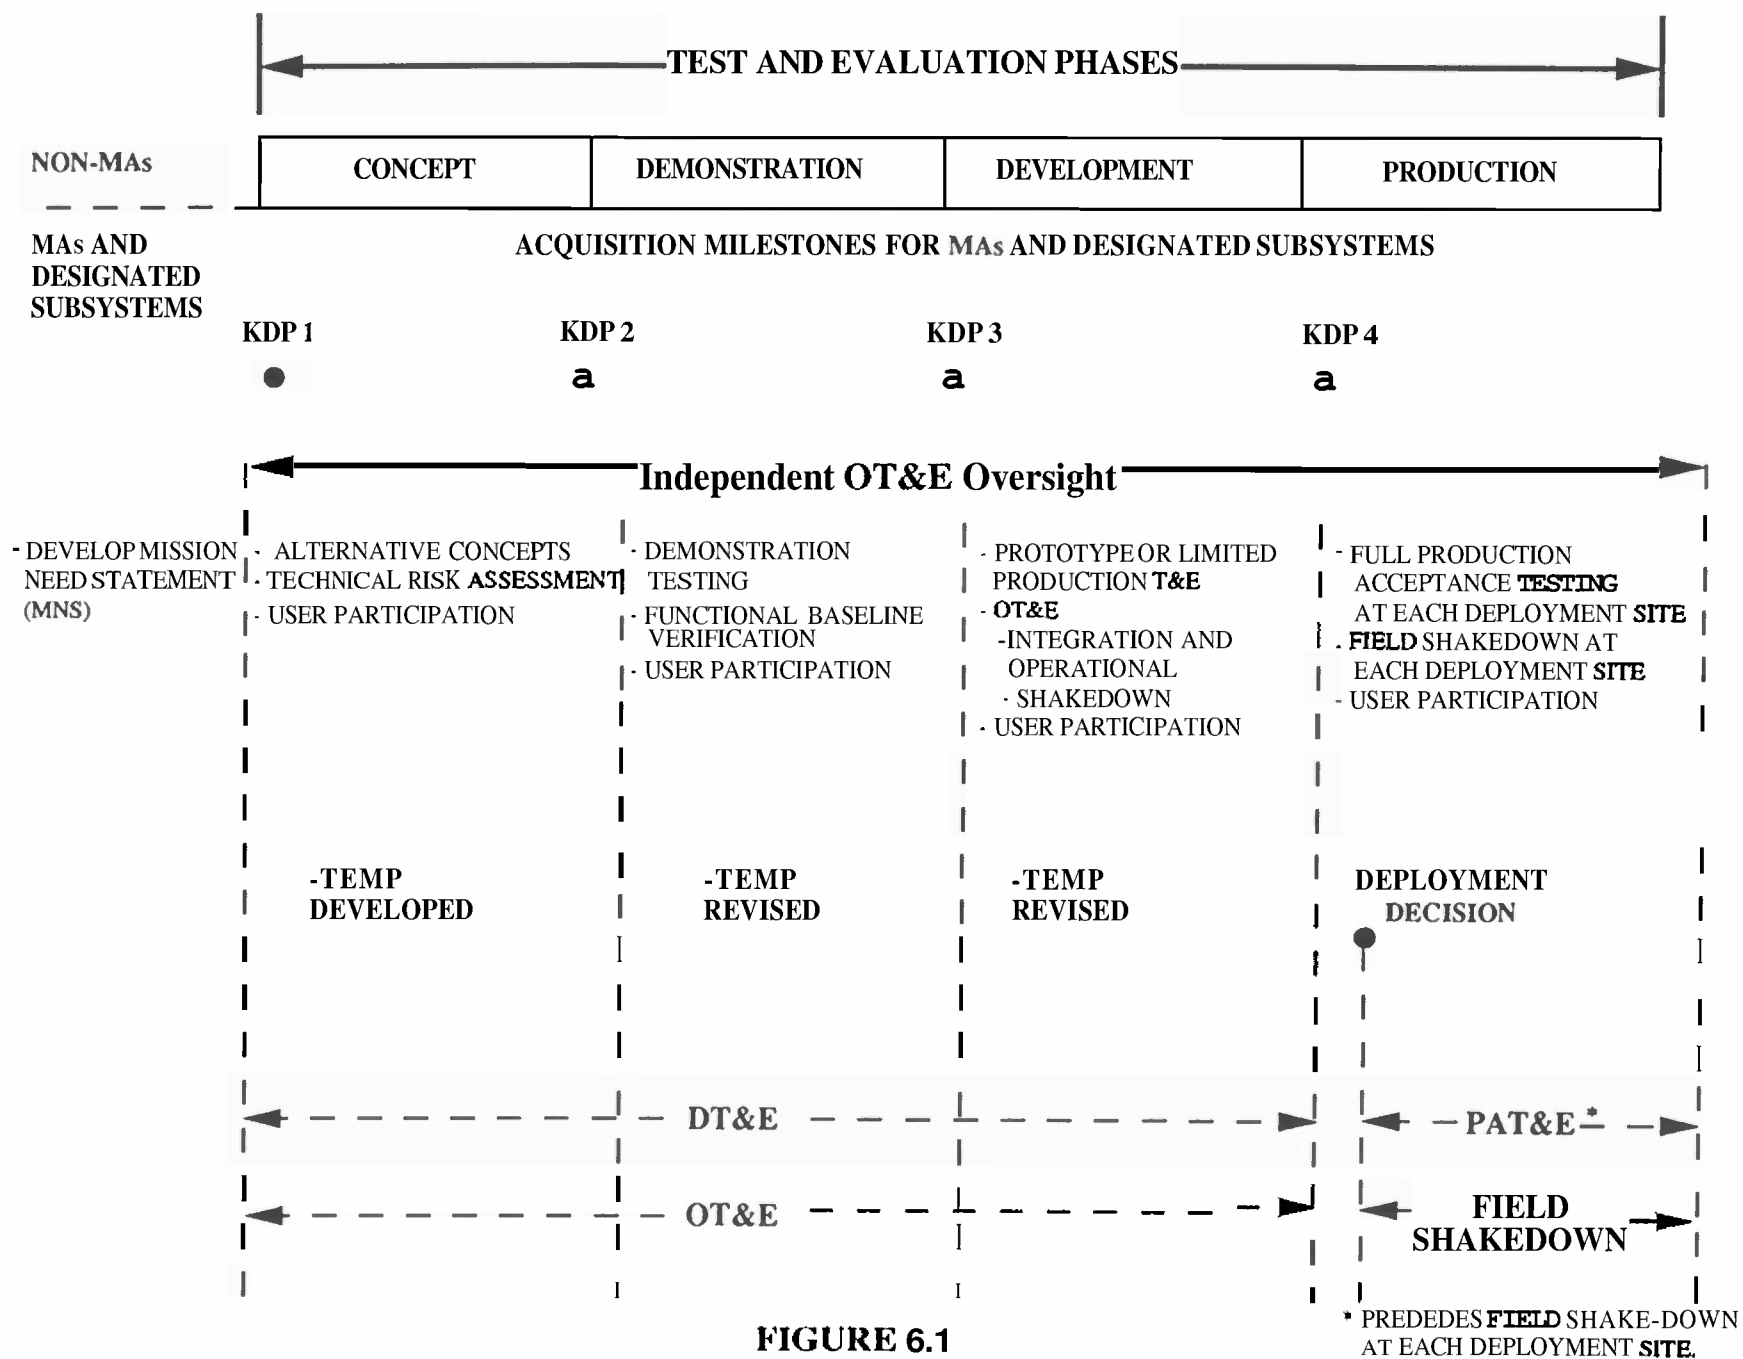 TEST AND EVALUATION PHASES
NON-MAs
CONCEPT
DEMONSTRATION
DEVELOPMENT
PRODUCTION
MAs AND
DESIGNATED
SUBSYSTEMS
ACQUISITION MILESTONES FOR MAs AND DESIGNATED SUBSYSTEMS
KDP 1
KDP 2
KDP 3
KDP 4
a
a
a
Independent OT&E Oversight
- DEVELOP MISSION
NEED STATEMENT
(MNS)
- ALTERNATIVE CONCEPTS
- TECHNICAL RISK ASSESSMENT
- USER PARTICIPATION
- DEMONSTRATION
TESTING
- FUNCTIONAL BASELINE
VERIFICATION
- USER PARTICIPATION
- PROTOTYPE OR LIMITED
PRODUCTION T&E
- OT&E
-INTEGRATION AND
OPERATIONAL
- SHAKEDOWN
- USER PARTICIPATION
- FULL PRODUCTION
ACCEPTANCE TESTING
AT EACH DEPLOYMENT SITE
. FIELD SHAKEDOWN AT
EACH DEPLOYMENT SITE
- USER PARTICIPATION
-TEMP
DEVELOPED
-TEMP
REVISED
-TEMP
REVISED
DEPLOYMENT
DECISION
DT&E
PAT&E *
OT&E
FIELD
SHAKEDOWN
* PREDEDES FIELD SHAKE-DOWN
AT EACH DEPLOYMENT SITE.
FIGURE 6.1